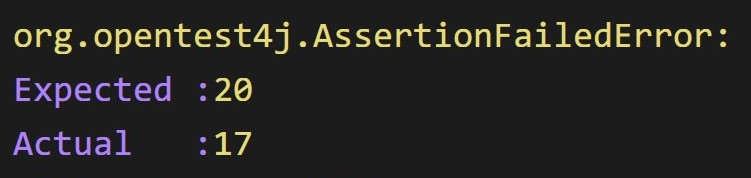 org.opentest4j.AssertionFailedError:
Expected :20
Actual   :17